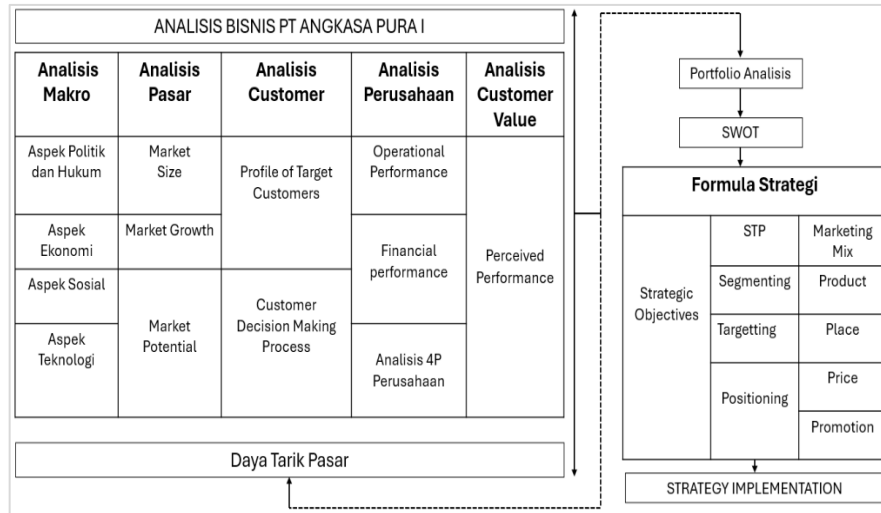 ANALISIS BISNIS PT ANGKASA PURA I
Analisis
Makro
Analisis
Pasar
Analisis
Customer
Analisis
Perusahaan
Analisis
Customer
Value
Aspek Politik
dan Hukum
Market
Size
Profile of Target
Customers
Operational
Performance
Perceived
Performance
Aspek
Ekonomi
Market Growth
Financial
performance
Aspek Sosial
Market
Potential
Customer
Decision Making
Process
Aspek
Teknologi
Analisis 4P
Perusahaan
Daya Tarik Pasar
Portfolio Analisis
SWOT
Formula Strategi
Strategic
Objectives
STP
Marketing
Mix
Segmenting
Product
Targetting
Place
Positioning
Price
Promotion
STRATEGY IMPLEMENTATION